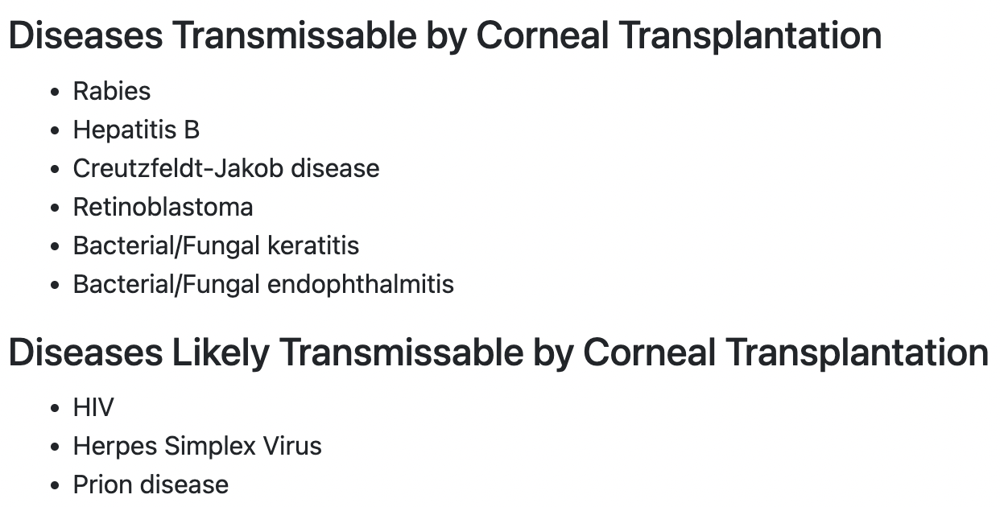 Diseases Transmissable by Corneal Transplantation
• Rabies
• Hepatitis B
• Creutzfeldt-Jakob disease
• Retinoblastoma
• Bacterial/Fungal keratitis
• Bacterial/Fungal endophthalmitis
Diseases Likely Transmissable by Corneal Transplantation
• HIV
• Herpes Simplex Virus
• Prion disease